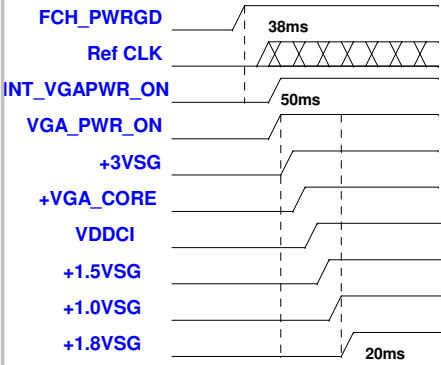 FCH_PWRGD
38ms
Ref CLK
INT_VGAPWR_ON
50ms
VGA_PWR_ON
+3VSG
+VGA_CORE
VDDCI
+1.5VSG
+1.0VSG
+1.8VSG
20ms